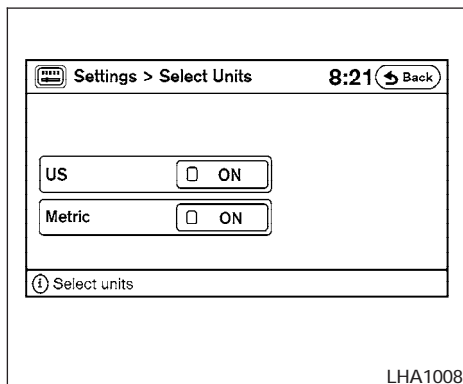 Settings > Select Units 8:21 Back
US ON
Metric ON
i Select units
LHA1008